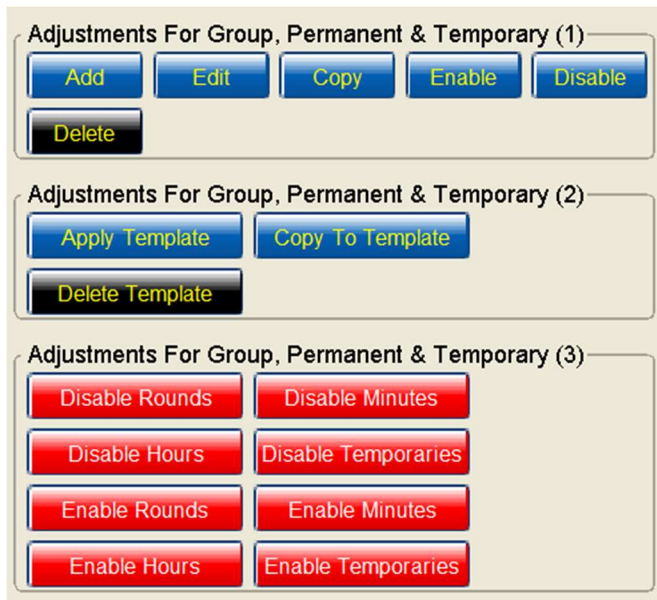 Adjustments For Group, Permanent & Temporary (1)
Add Edit Copy Enable Disable
Delete
Adjustments For Group, Permanent & Temporary (2)
Apply Template Copy To Template
Delete Template
Adjustments For Group, Permanent & Temporary (3)
Disable Rounds Disable Minutes
Disable Hours Disable Temporaries
Enable Rounds Enable Minutes
Enable Hours Enable Temporaries